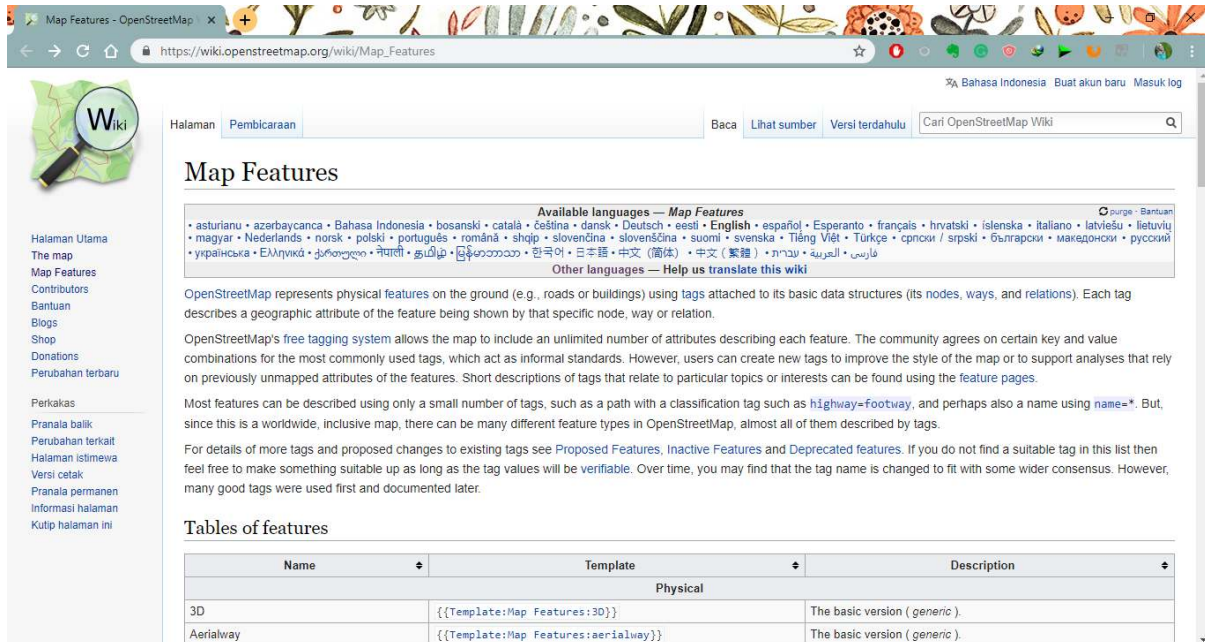 Map Features - OpenStreetMap
https://wiki.openstreetmap.org/wiki/Map_Features
Bahasa Indonesia Buat akun baru Masuk log
Wiki
Halaman Pembicaraan
Baca Lihat sumber Versi terdahulu Cari OpenStreetMap Wiki
Map Features
Available languages — Map Features purge · Bantuan
• asturianu • azərbaycanca • Bahasa Indonesia • bosanski • català • čeština • dansk • Deutsch • eesti • English • español • Esperanto • français • hrvatski • íslenska • italiano • latviešu • lietuvių
• magyar • Nederlands • norsk • polski • português • română • shqip • slovenčina • slovenščina • suomi • svenska • Tiếng Việt • Türkçe • српски / srpski • български • македонски • русский
• українська • Ελληνικά • ქართული • नेपाली • தமிழ் • မြန်မာဘာသာ • 한국어 • 日本語 • 中文（简体） • 中文（繁體） • עברית • العربية • فارسی
Other languages — Help us translate this wiki
OpenStreetMap represents physical features on the ground (e.g., roads or buildings) using tags attached to its basic data structures (its nodes, ways, and relations). Each tag
describes a geographic attribute of the feature being shown by that specific node, way or relation.
OpenStreetMap's free tagging system allows the map to include an unlimited number of attributes describing each feature. The community agrees on certain key and value
combinations for the most commonly used tags, which act as informal standards. However, users can create new tags to improve the style of the map or to support analyses that rely
on previously unmapped attributes of the features. Short descriptions of tags that relate to particular topics or interests can be found using the feature pages.
Most features can be described using only a small number of tags, such as a path with a classification tag such as highway=footway, and perhaps also a name using name=*. But,
since this is a worldwide, inclusive map, there can be many different feature types in OpenStreetMap, almost all of them described by tags.
For details of more tags and proposed changes to existing tags see Proposed Features, Inactive Features and Deprecated features. If you do not find a suitable tag in this list then
feel free to make something suitable up as long as the tag values will be verifiable. Over time, you may find that the tag name is changed to fit with some wider consensus. However,
many good tags were used first and documented later.
Tables of features
Name Template Description
Physical
3D {{Template:Map Features:3D}} The basic version ( generic ).
Aerialway {{Template:Map Features:aerialway}} The basic version ( generic ).
Halaman Utama
The map
Map Features
Contributors
Bantuan
Blogs
Shop
Donations
Perubahan terbaru
Perkakas
Pranala balik
Perubahan terkait
Halaman istimewa
Versi cetak
Pranala permanen
Informasi halaman
Kutip halaman ini